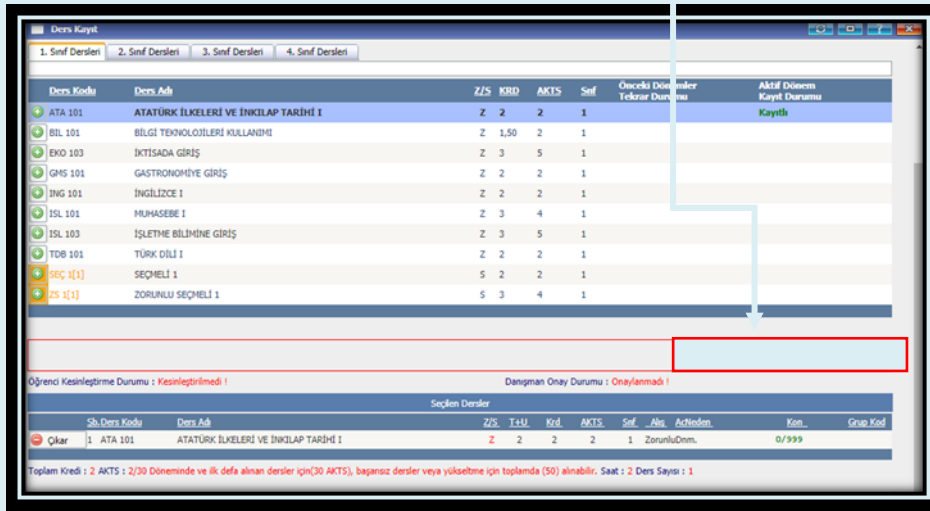 Ders Kayıt
1. Sınıf Dersleri 2. Sınıf Dersleri 3. Sınıf Dersleri 4. Sınıf Dersleri
Ders Kodu Ders Adı Z/S KRD AKTS Snf Önceki Dönemler Tekrar Durumu Aktif Dönem Kayıt Durumu
ATA 101 ATATÜRK İLKELERİ VE İNKILAP TARİHİ I Z 2 2 1 Kayıtlı
BIL 101 BİLGİ TEKNOLOJİLERİ KULLANIMI Z 1,50 2 1
EKO 103 İKTİSADA GİRİŞ Z 3 5 1
GMS 101 GASTRONOMİYE GİRİŞ Z 2 2 1
ING 101 İNGİLİZCE I Z 2 2 1
ISL 101 MUHASEBE I Z 3 4 1
ISL 103 İŞLETME BİLİMİNE GİRİŞ Z 3 5 1
TDB 101 TÜRK DİLİ I Z 2 2 1
SEÇ 1[1] SEÇMELİ 1 S 2 2 1
ZS 1[1] ZORUNLU SEÇMELİ 1 S 3 4 1
Öğrenci Kesinleştirme Durumu : Kesinleştirilmedi ! Danışman Onay Durumu : Onaylanmadı !
Seçilen Dersler
Sb. Ders Kodu Ders Adı Z/S T+U Krd AKTS Snf Alış AcNeden Kon Grup Kod
Çıkar 1 ATA 101 ATATÜRK İLKELERİ VE İNKILAP TARİHİ I Z 2 2 2 1 ZorunluDnm. 0/999
Toplam Kredi : 2 AKTS : 2/30 Döneminde ve ilk defa alınan dersler için(30 AKTS), başarısız dersler veya yükseltme için toplamda (50) alınabilir. Saat : 2 Ders Sayısı : 1